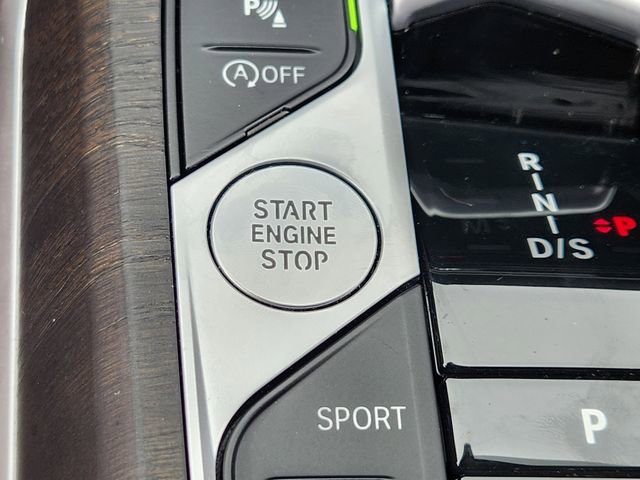 P
A OFF
START
ENGINE
STOP
R
N
D/S
P
SPORT
P